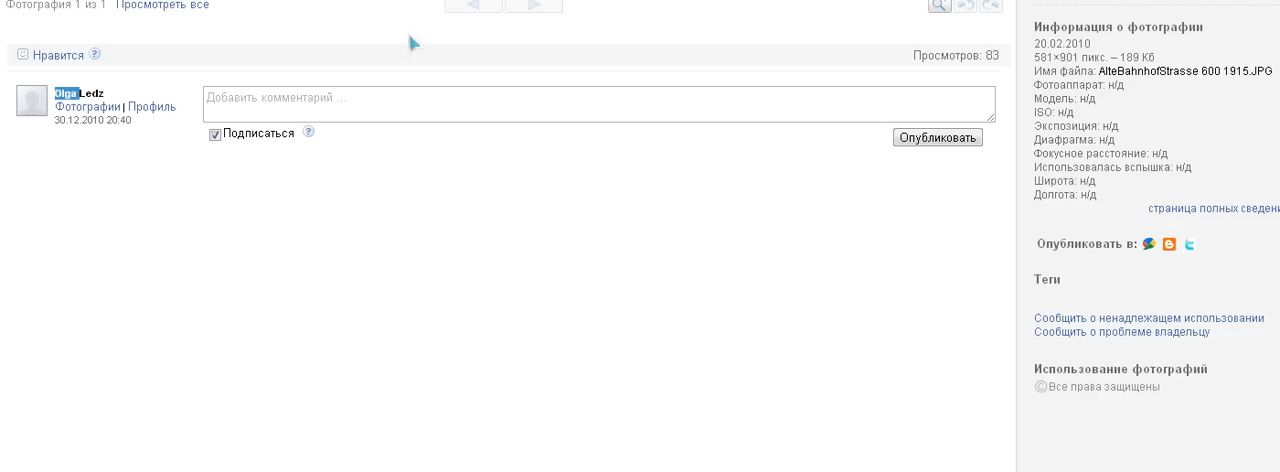 Фотография 1 из 1 Просмотреть все
Нравится
Просмотров: 83
Olga Ledz
Фотографии | Профиль
30.12.2010 20:40
Добавить комментарий ...
Подписаться
Опубликовать
Информация о фотографии
20.02.2010
581×901 пикс. – 189 Кб
Имя файла: AlteBahnhofStrasse 600 1915.JPG
Фотоаппарат: н/д
Модель: н/д
ISO: н/д
Экспозиция: н/д
Диафрагма: н/д
Фокусное расстояние: н/д
Использовалась вспышка: н/д
Широта: н/д
Долгота: н/д
страница полных сведени
Опубликовать в:
Теги
Сообщить о ненадлежащем использовании
Сообщить о проблеме владельцу
Использование фотографий
©Все права защищены